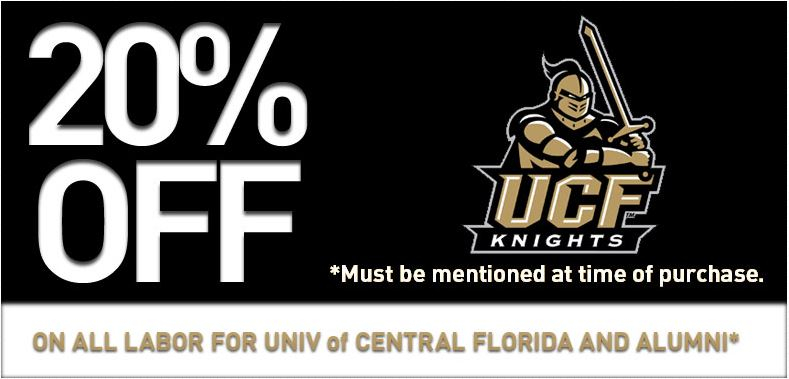 20%
OFF
UCF
TM
KNIGHTS
*Must be mentioned at time of purchase.
ON ALL LABOR FOR UNIV of CENTRAL FLORIDA AND ALUMNI*